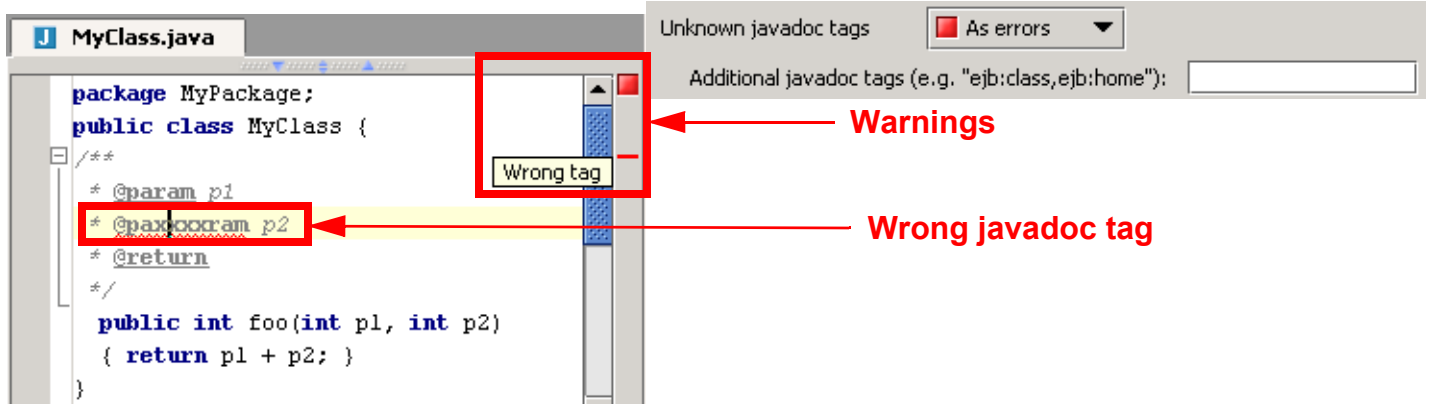 MyClass.java
package MyPackage;
public class MyClass {
/**
* @param p1
* @paxxxxram p2
* @return
*/
public int foo(int p1, int p2)
{ return p1 + p2; }
}
Wrong tag
Unknown javadoc tags As errors
Additional javadoc tags (e.g. "ejb:class,ejb:home"):
Warnings
Wrong javadoc tag